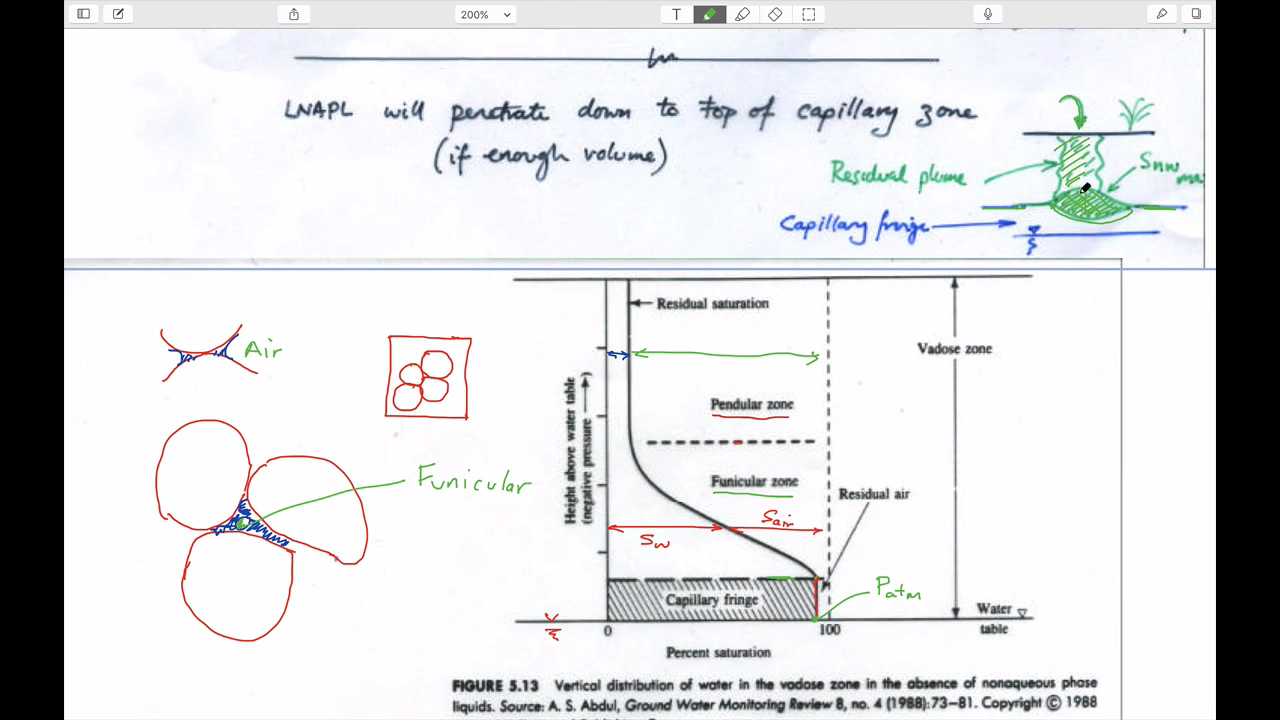 200%
T
LNAPL will penetrate down to top of capillary zone
(if enough volume)
Residual plume
Snw
Capillary fringe
Residual saturation
Air
Vadose zone
Pendular zone
Height above water table
(negative pressure
Funicular
Funicular zone
Residual air
Sair
Sw
Capillary fringe
Patm
Water
table
0
100
Percent saturation
FIGURE 5.13 Vertical distribution of water in the vadose zone in the absence of nonaqueous phase
liquids. Source: A. S. Abdul, Ground Water Monitoring Review 8, no. 4 (1988):73–81. Copyright © 1988